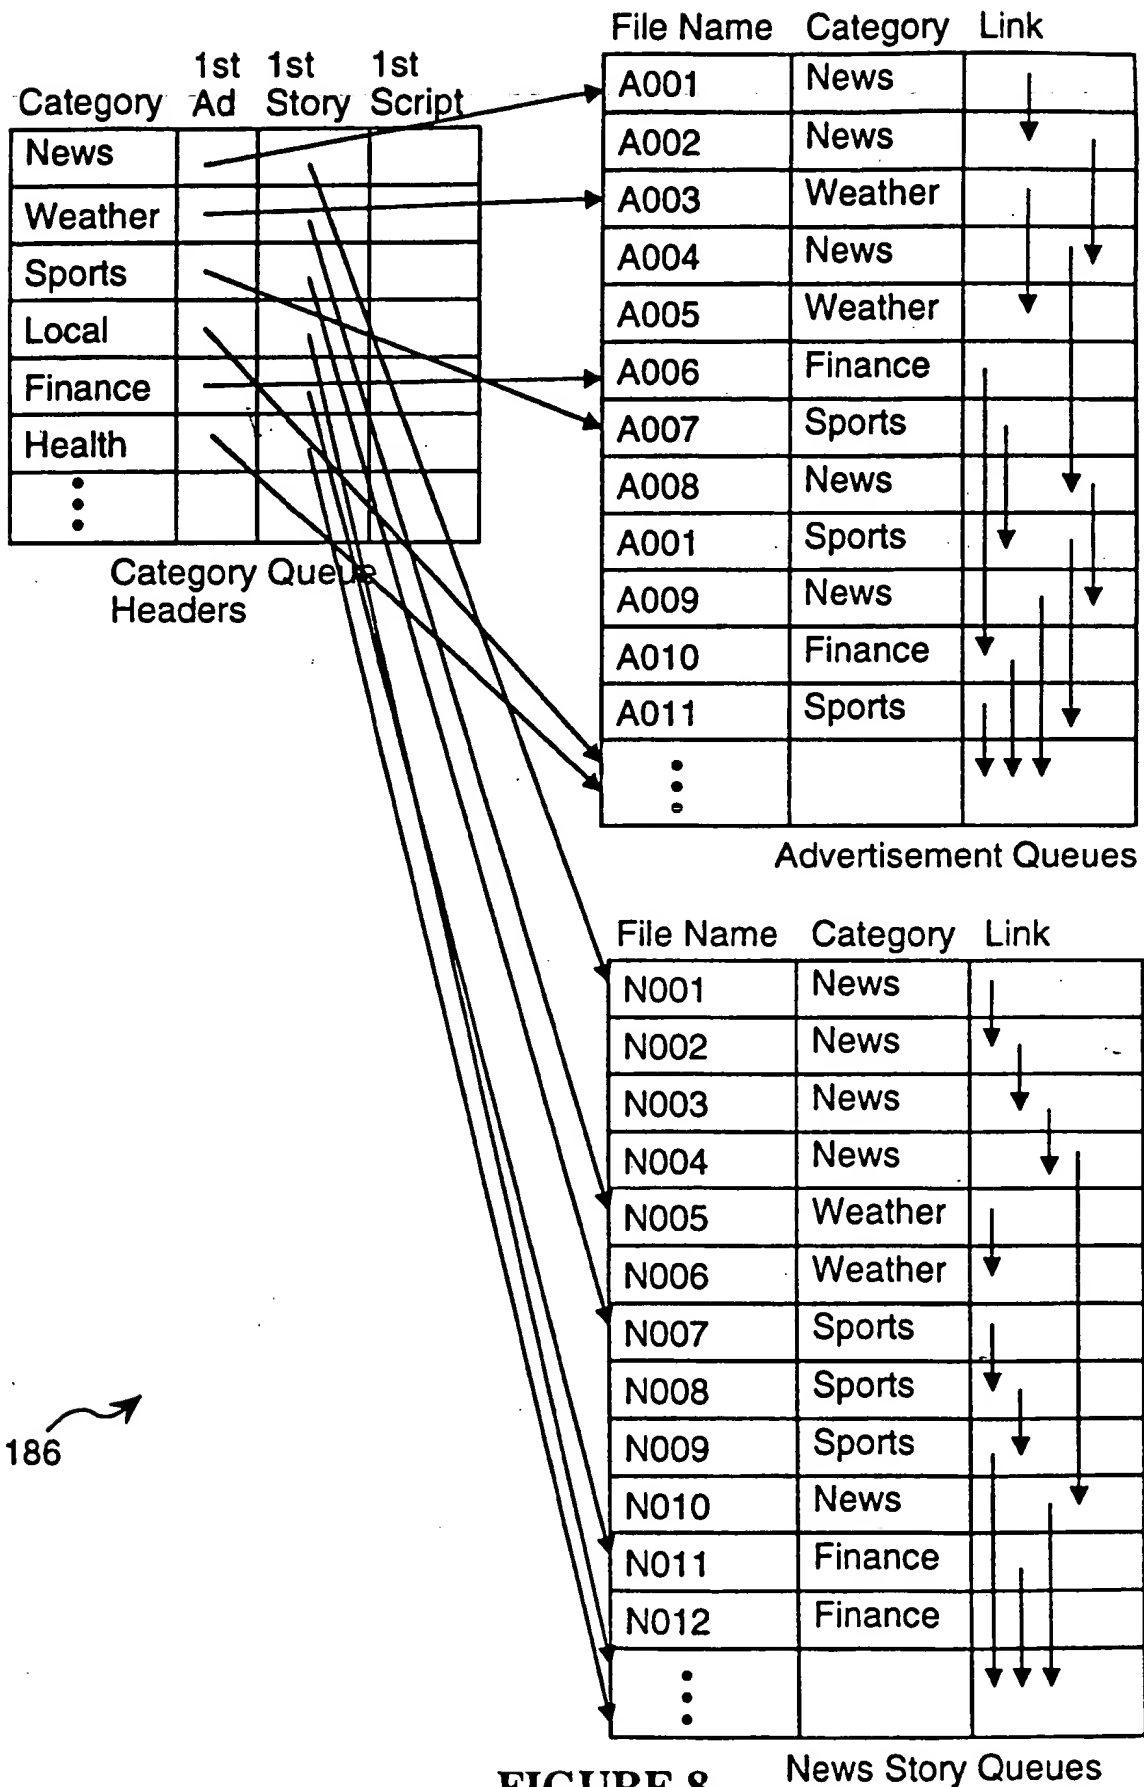 1st 1st 1st
Category Ad Story Script
News
Weather
Sports
Local
Finance
Health
Category Queue
Headers
File Name Category Link
A001 News
A002 News
A003 Weather
A004 News
A005 Weather
A006 Finance
A007 Sports
A008 News
A001 Sports
A009 News
A010 Finance
A011 Sports
Advertisement Queues
File Name Category Link
N001 News
N002 News
N003 News
N004 News
N005 Weather
N006 Weather
N007 Sports
N008 Sports
N009 Sports
N010 News
N011 Finance
N012 Finance
News Story Queues
186
FIGURE 8